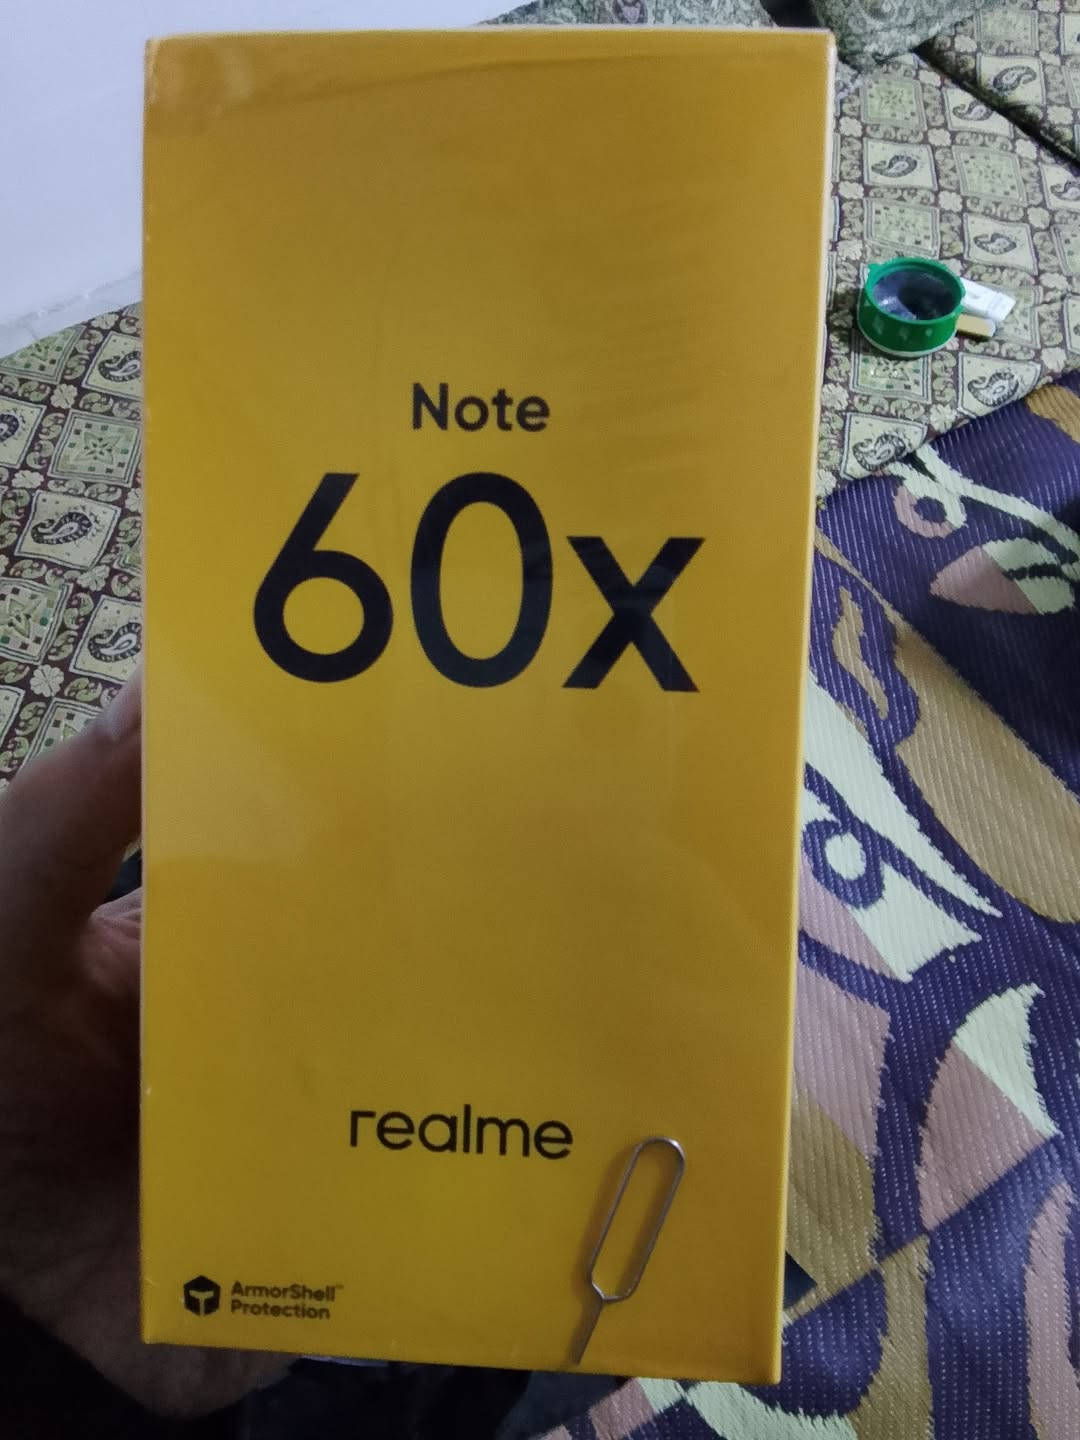 Note
60x
realme
ArmorShell™
Protection